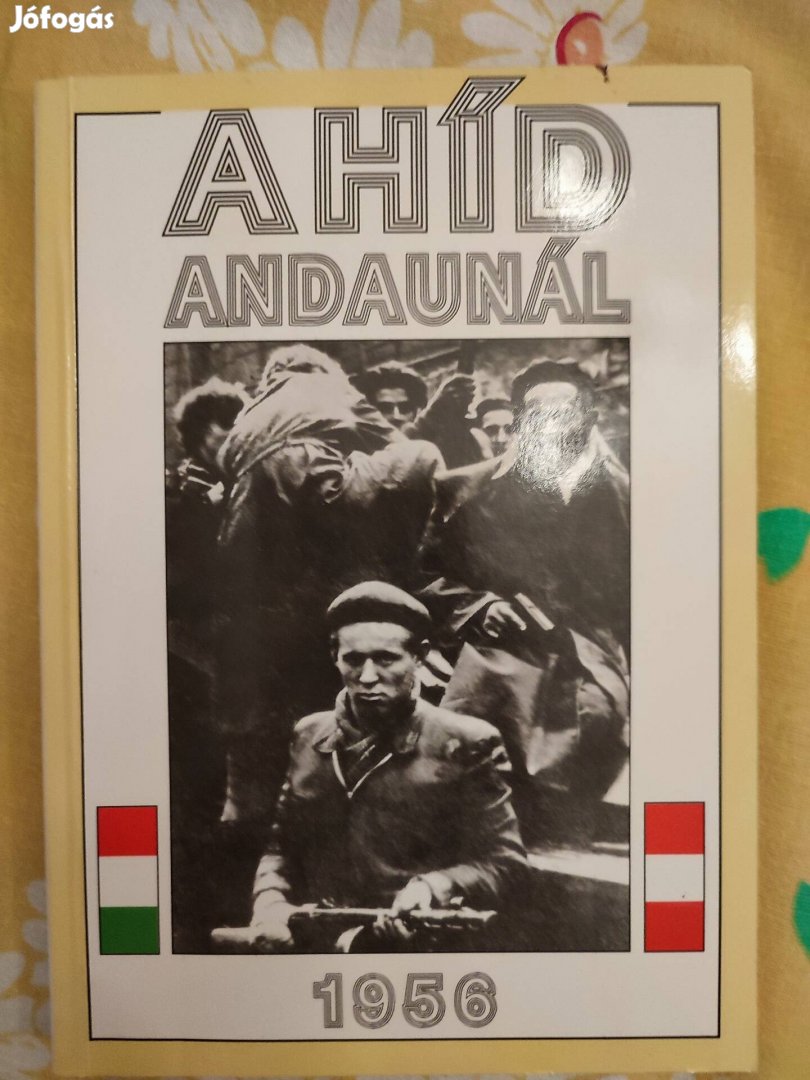 Jófogás
A HÍD
ANDAUNÁL
1956